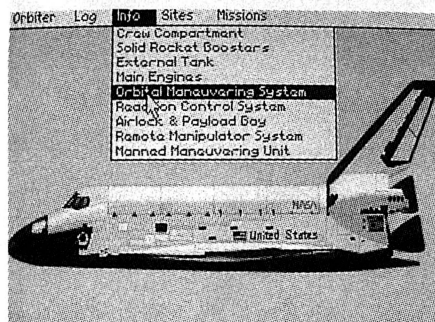 Orbiter Log Info Sites Missions
Crew Compartment
Solid Rocket Boosters
External Tank
Main Engines
Orbital Maneuvering System
Reaction Control System
Airlock & Payload Bay
Remote Manipulator System
Manned Maneuvering Unit
NASA
United States